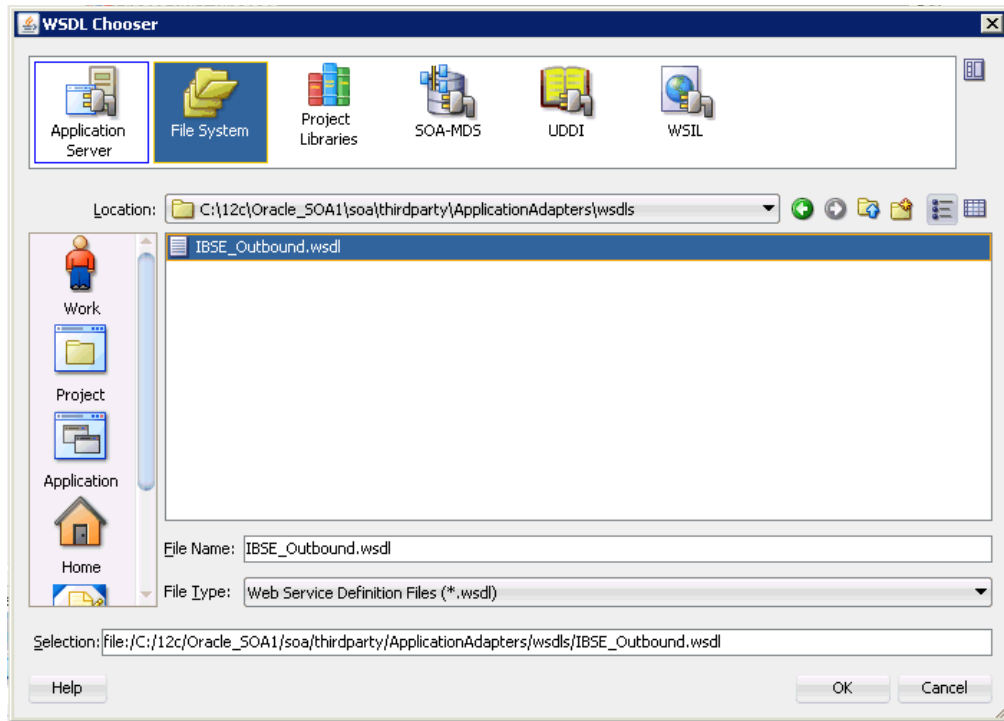 WSDL Chooser
Application
Server
File System
Project
Libraries
SOA-MDS
UDDI
WSIL
Location:
C:\12c\Oracle_SOA1\soa\thirdparty\ApplicationAdapters\wsdls
IBSE_Outbound.wsdl
Work
Project
Application
Home
File Name:
IBSE_Outbound.wsdl
File Type:
Web Service Definition Files (*.wsdl)
Selection:
file:/C:/12c/Oracle_SOA1/soa/thirdparty/ApplicationAdapters/wsdls/IBSE_Outbound.wsdl
Help
OK
Cancel